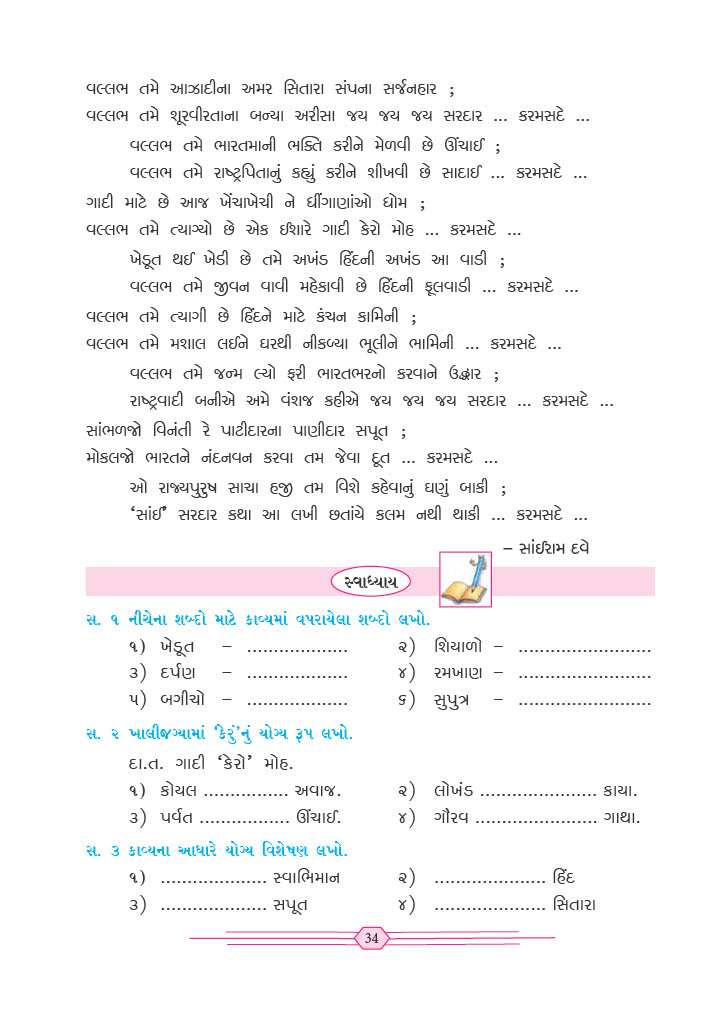 વલ્લભ તમે આઝાદીના અમર સિતારા સંપના સર્જનહાર ;
વલ્લભ તમે શૂરવીરતાના બન્યા અરીસા જય જય જય સરદાર ... કરમસદે ...
વલ્લભ તમે ભારતમાની ભક્તિ કરીને મેળવી છે ઊંચાઈ ;
વલ્લભ તમે રાષ્ટ્રપિતાનું કહ્યું કરીને શીખવી છે સાદાઈ ... કરમસદે ...
ગાદી માટે છે આજ ખેંચાખેચી ને ધીંગાણાંઓ ધોમ ;
વલ્લભ તમે ત્યાગ્યો છે એક ઈશારે ગાદી કેરો મોહ ... કરમસદે ...
ખેડૂત થઈ ખેડી છે તમે અખંડ હિંદની અખંડ આ વાડી ;
વલ્લભ તમે જીવન વાવી મહેકાવી છે હિંદની ફૂલવાડી ... કરમસદે ...
વલ્લભ તમે ત્યાગી છે હિંદને માટે કંચન કામિની ;
વલ્લભ તમે મશાલ લઈને ઘરથી નીકળ્યા ભૂલીને ભામિની ... કરમસદે ...
વલ્લભ તમે જન્મ લ્યો ફરી ભારતભરનો કરવાને ઉદ્ધાર ;
રાષ્ટ્રવાદી બનીએ અમે વંશજ કહીએ જય જય જય સરદાર ... કરમસદે ...
સાંભળજો વિનંતી રે પાટીદારના પાણીદાર સપૂત ;
મોકલજો ભારતને નંદનવન કરવા તમ જેવા દૂત ... કરમસદે ...
ઓ રાજ્યપુરુષ સાચા હજી તમ વિશે કહેવાનું ઘણું બાકી ;
‘સાંઈ’ સરદાર કથા આ લખી છતાંયે કલમ નથી થાકી ... કરમસદે ...
– સાંઈરામ દવે
સ્વાધ્યાય
સ. ૧ નીચેના શબ્દો માટે કાવ્યમાં વપરાયેલા શબ્દો લખો.
૧) ખેડૂત – ................... ૨) શિયાળો – .........................
૩) દર્પણ – ................... ૪) રમખાણ – .........................
૫) બગીચો – ................... ૬) સુપુત્ર – .........................
સ. ૨ ખાલીજગ્યામાં ‘કેરું’નું યોગ્ય રૂપ લખો.
દા.ત. ગાદી ‘કેરો’ મોહ.
૧) કોયલ ................ અવાજ. ૨) લોખંડ ...................... કાયા.
૩) પર્વત ................. ઊંચાઈ. ૪) ગૌરવ ....................... ગાથા.
સ. ૩ કાવ્યના આધારે યોગ્ય વિશેષણ લખો.
૧) .................... સ્વાભિમાન ૨) ..................... હિંદ
૩) .................... સપૂત ૪) ..................... સિતારા
34